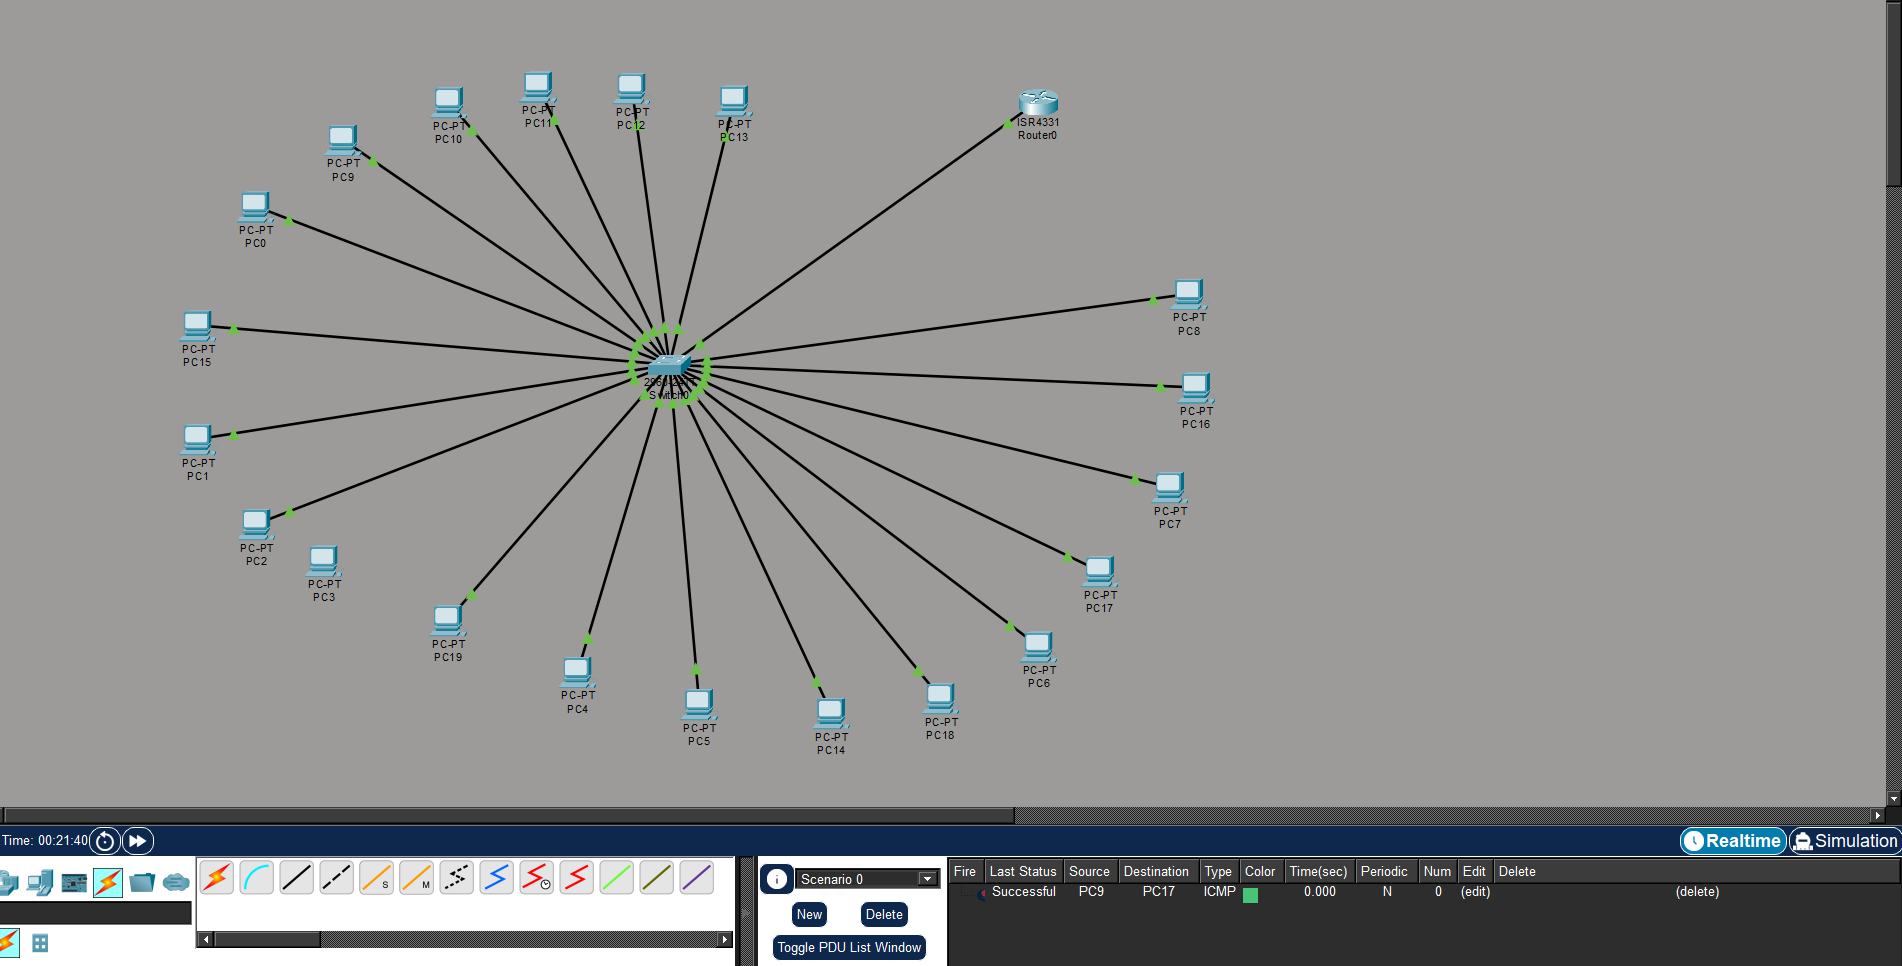 PC-PT
PC11
PC-PT
PC12
PC-PT
PC10
PC-PT
PC13
ISR4331
Router0
PC-PT
PC9
PC-PT
PC0
PC-PT
PC8
PC-PT
PC15
2960-24TT
Switch0
PC-PT
PC16
PC-PT
PC1
PC-PT
PC7
PC-PT
PC2
PC-PT
PC3
PC-PT
PC17
PC-PT
PC19
PC-PT
PC6
PC-PT
PC4
PC-PT
PC5
PC-PT
PC14
PC-PT
PC18
Time: 00:21:40
Realtime
Simulation
S
M
Scenario 0
New
Delete
Toggle PDU List Window
Fire Last Status Source Destination Type Color Time(sec) Periodic Num Edit Delete
Successful PC9 PC17 ICMP 0.000 N 0 (edit) (delete)